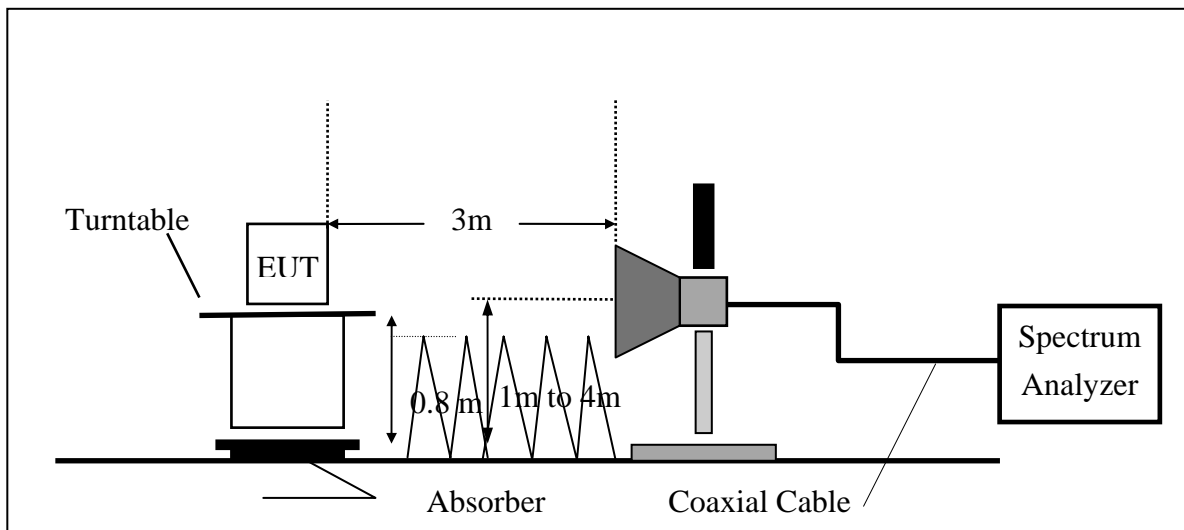 Turntable
EUT
3m
0.8 m
1m to 4m
Spectrum
Analyzer
Absorber
Coaxial Cable